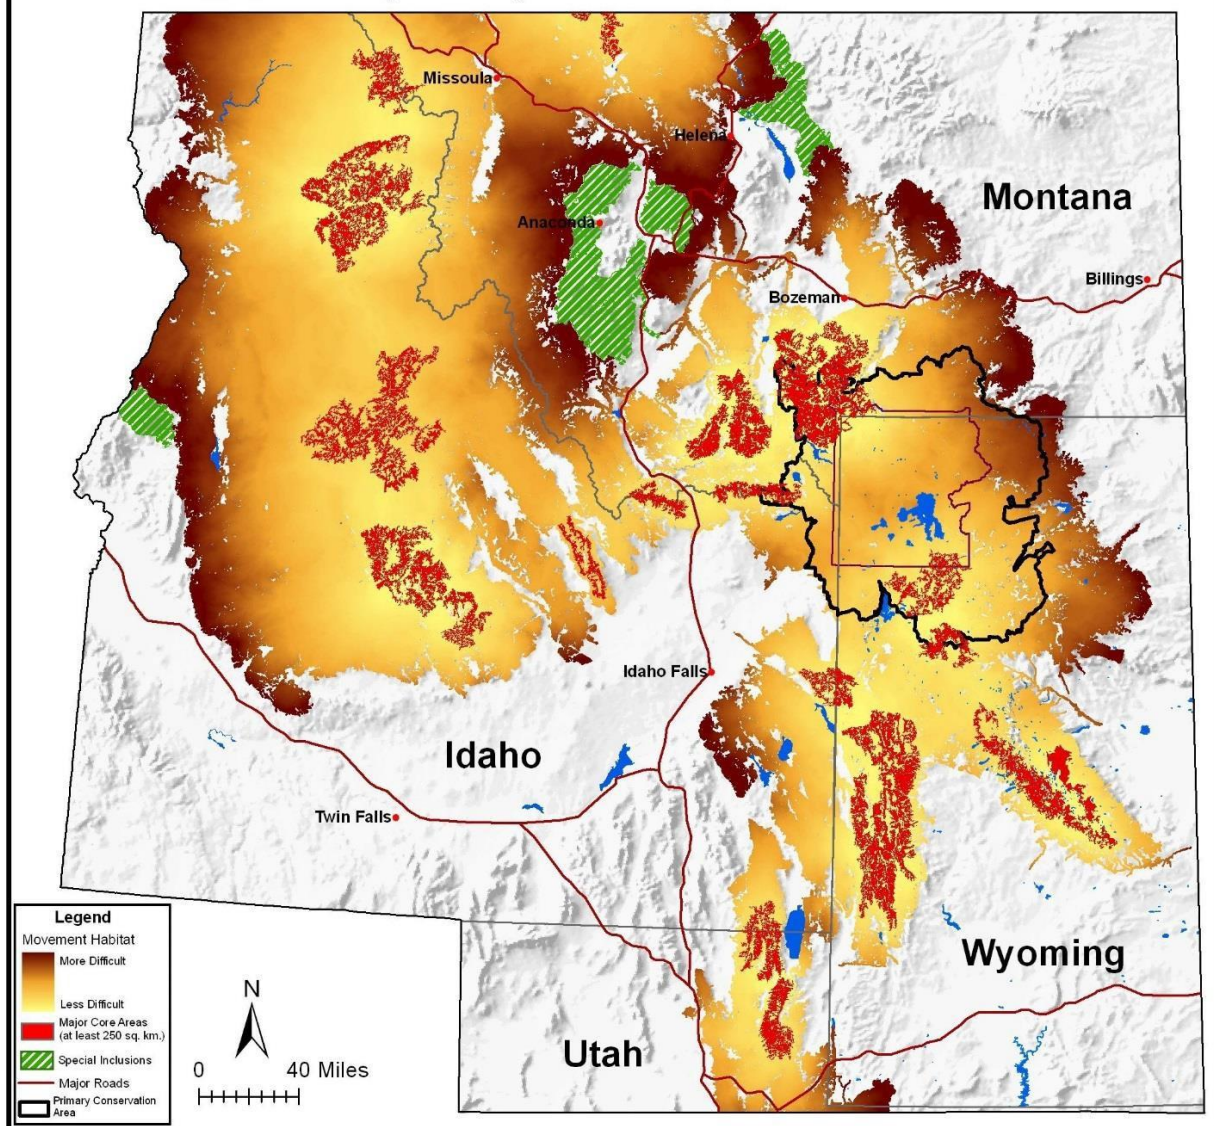 Missoula
Helena
Montana
Anaconda
Billings
Bozeman
Idaho Falls
Idaho
Twin Falls
Wyoming
Utah
Legend
Movement Habitat
More Difficult
Less Difficult
Major Core Areas
(at least 250 sq. km.)
Special Inclusions
Major Roads
Primary Conservation
Area
N
0 40 Miles